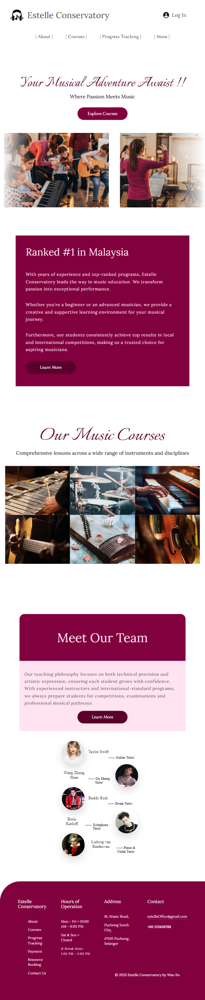 Estelle Conservatory
Log In
| About |
| Courses |
| Progress Tracking |
| More |
Your Musical Adventure Awaist !!
Where Passion Meets Music
Explore Courses
Ranked #1 in Malaysia
With years of experience and top-ranked programs, Estelle
Conservatory leads the way in music education. We transform
passion into exceptional performance.
Whether you're a beginner or an advanced musician, we provide a
creative and supportive learning environment for your musical
journey.
Furthermore, our students consistently achieve top results in local
and international competitions, making us a trusted choice for
aspiring musicians.
Learn More
Our Music Courses
Comprehensive lessons across a wide range of instruments and disciplines
Meet Our Team
Our teaching philosophy focuses on both technical precision and
artistic expression, ensuring each student grows with confidence.
With experienced instructors and international-standard programs,
we always prepare students for competitions, examinations and
professional musical pathways.
Learn More
Taylor Swift
—— Guitar Tutor
Wang Zhong
Shan
—— Gu Zheng
Tutor
Buddy Rich
—— Drum Tutor
Boris
Karloff
—— Xylophone
Tutor
Ludwig van
Beethoven
—— Piano &
Violin Tutor
Estelle
Conservatory
About
Courses
Progress
Tracking
Payment
Resource
Booking
Contact Us
Hours of
Operation
Mon - Fri > 10:00
AM - 6:00 PM
Sat & Sun >
Closed
# Break Hour:
1:00 PM - 2:00 PM
Address
16, Music Road,
Puchong South
City,
47100 Puchong,
Selangor
Contact
estellaOffice@gmail.com
+60 123456789
© 2025 Estelle Conservatory by Wan En